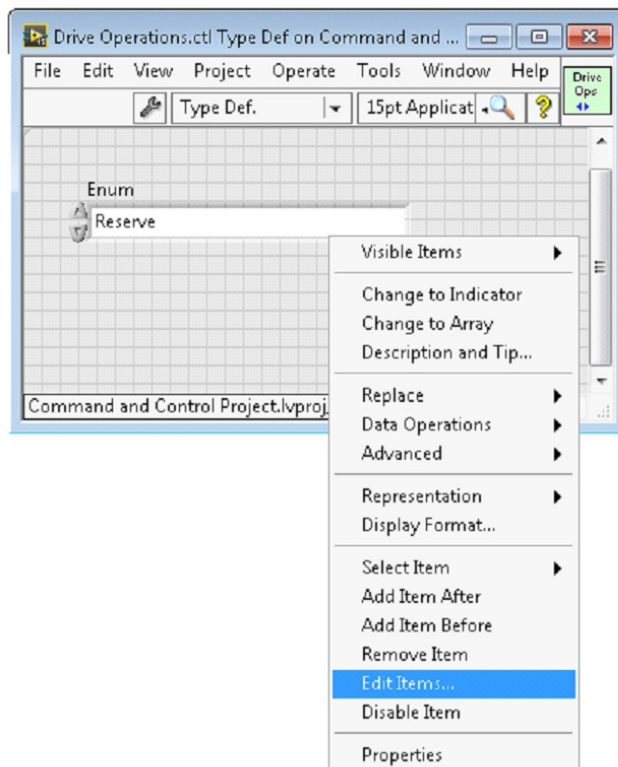 Drive Operations.ctl Type Def on Command and ...
File Edit View Project Operate Tools Window Help
Drive
Ops
Type Def.
15pt Applicat
?
Enum
Reserve
Visible Items
Change to Indicator
Change to Array
Description and Tip...
Replace
Command and Control Project.lvproj
Data Operations
Advanced
Representation
Display Format...
Select Item
Add Item After
Add Item Before
Remove Item
Edit Items...
Disable Item
Properties